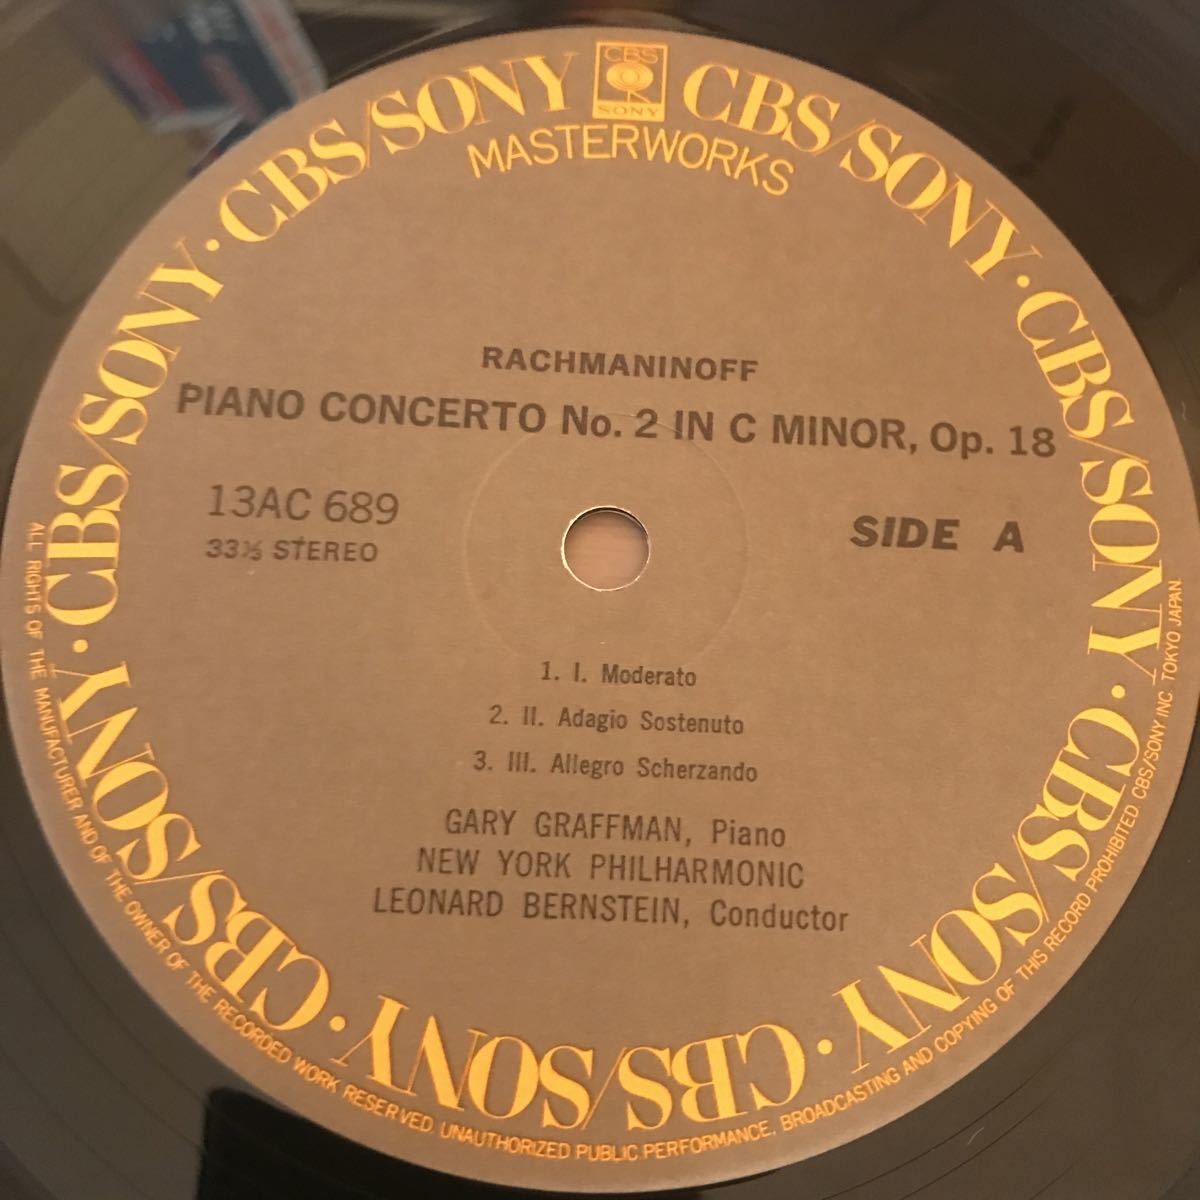 CBS
SONY
CBS/SONY · CBS/SONY · CBS/SONY · CBS/SONY · CBS/SONY · CBS/SONY · CBS/SONY · CBS/SONY
MASTERWORKS
RACHMANINOFF
PIANO CONCERTO No. 2 IN C MINOR, Op. 18
13AC 689
33⅓ STEREO
SIDE A
1. I. Moderato
2. II. Adagio Sostenuto
3. III. Allegro Scherzando
GARY GRAFFMAN, Piano
NEW YORK PHILHARMONIC
LEONARD BERNSTEIN, Conductor
ALL RIGHTS OF THE MANUFACTURER AND OF THE OWNER OF THE RECORDED WORK RESERVED. UNAUTHORIZED PUBLIC PERFORMANCE, BROADCASTING AND COPYING OF THIS RECORD PROHIBITED. CBS/SONY INC. TOKYO JAPAN